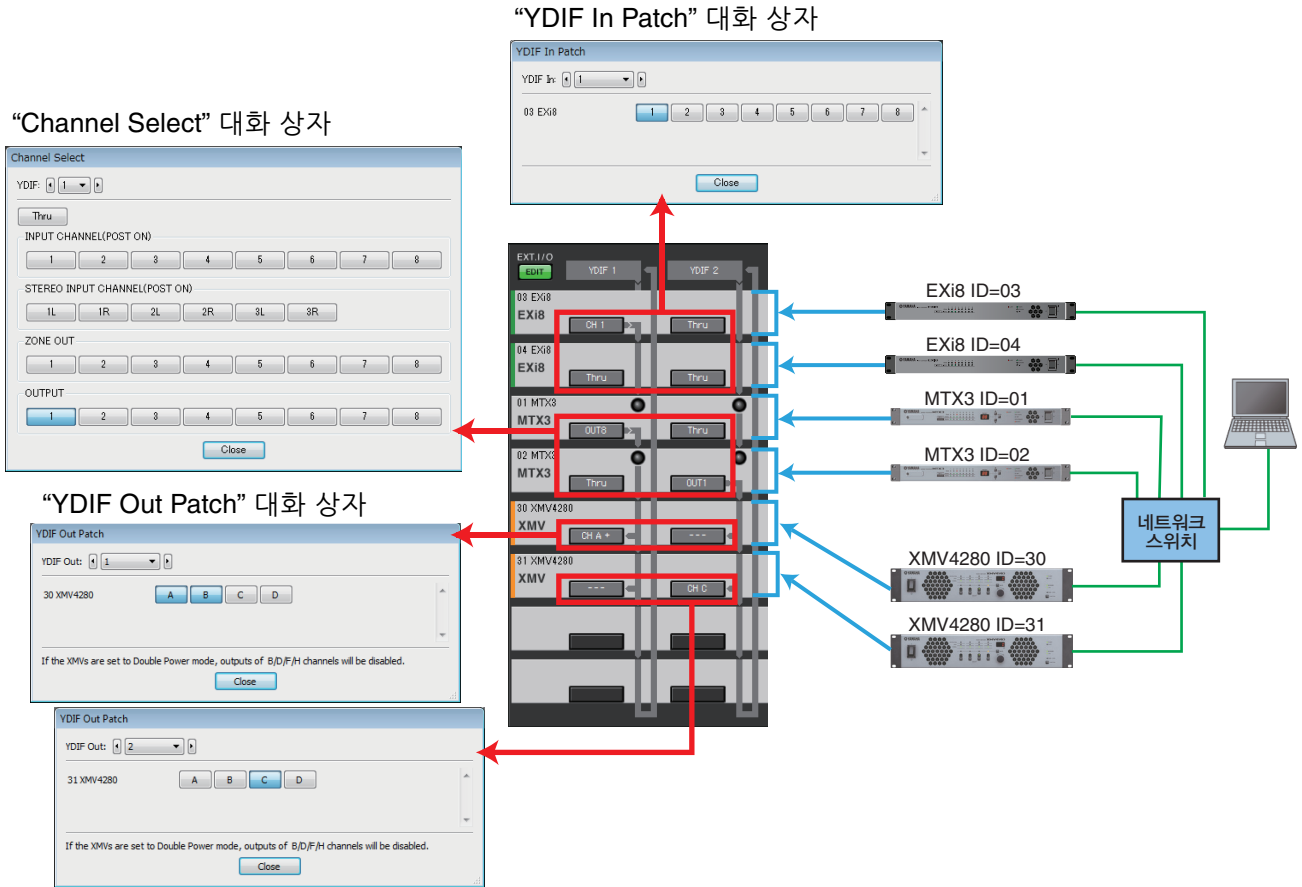 “YDIF In Patch” 대화 상자
YDIF In Patch
YDIF In: 1
03 EXi8 1 2 3 4 5 6 7 8
Close
“Channel Select” 대화 상자
Channel Select
YDIF: 1
Thru
INPUT CHANNEL(POST ON)
1 2 3 4 5 6 7 8
STEREO INPUT CHANNEL(POST ON)
1L 1R 2L 2R 3L 3R
ZONE OUT
1 2 3 4 5 6 7 8
OUTPUT
1 2 3 4 5 6 7 8
Close
“YDIF Out Patch” 대화 상자
YDIF Out Patch
YDIF Out: 1
30 XMV4280 A B C D
If the XMVs are set to Double Power mode, outputs of B/D/F/H channels will be disabled.
Close
YDIF Out Patch
YDIF Out: 2
31 XMV4280 A B C D
If the XMVs are set to Double Power mode, outputs of B/D/F/H channels will be disabled.
Close
EXT.I/O
EDIT YDIF 1 YDIF 2
03 EXi8
EXi8
CH 1 Thru
04 EXi8
EXi8
Thru Thru
01 MTX3
MTX3
OUT8 Thru
02 MTX3
MTX3
Thru OUT1
30 XMV4280
XMV
CH A + ---
31 XMV4280
XMV
--- CH C
EXi8 ID=03
EXi8 ID=04
MTX3 ID=01
MTX3 ID=02
XMV4280 ID=30
XMV4280 ID=31
네트워크
스위치